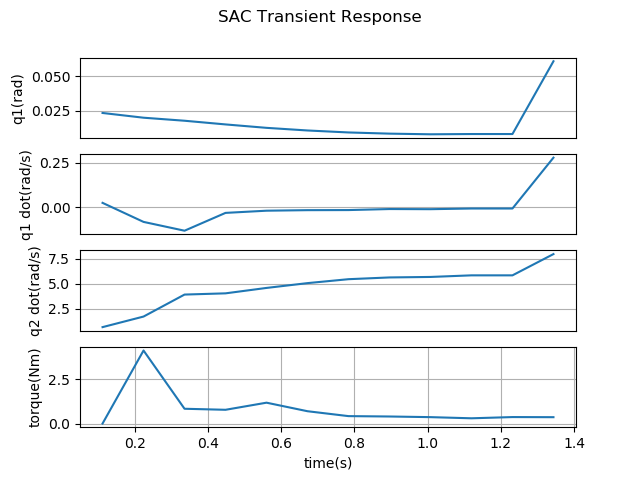 SAC Transient Response
q1(rad)
0.050
0.025
q1 dot(rad/s)
0.25
0.00
q2 dot(rad/s)
7.5
5.0
2.5
torque(Nm)
2.5
0.0
0.2 0.4 0.6 0.8 1.0 1.2 1.4
time(s)